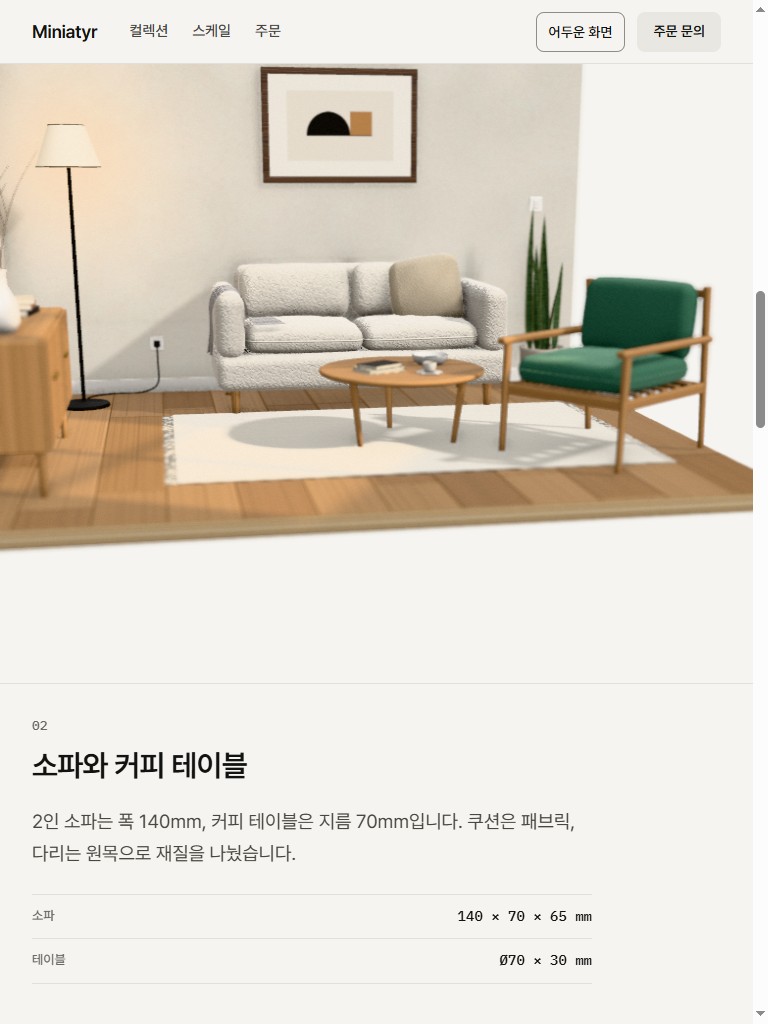 Miniatyr 컬렉션 스케일 주문 어두운 화면 주문 문의
02
소파와 커피 테이블
2인 소파는 폭 140mm, 커피 테이블은 지름 70mm입니다. 쿠션은 패브릭,
다리는 원목으로 재질을 나눴습니다.
소파 140 × 70 × 65 mm
테이블 Ø70 × 30 mm